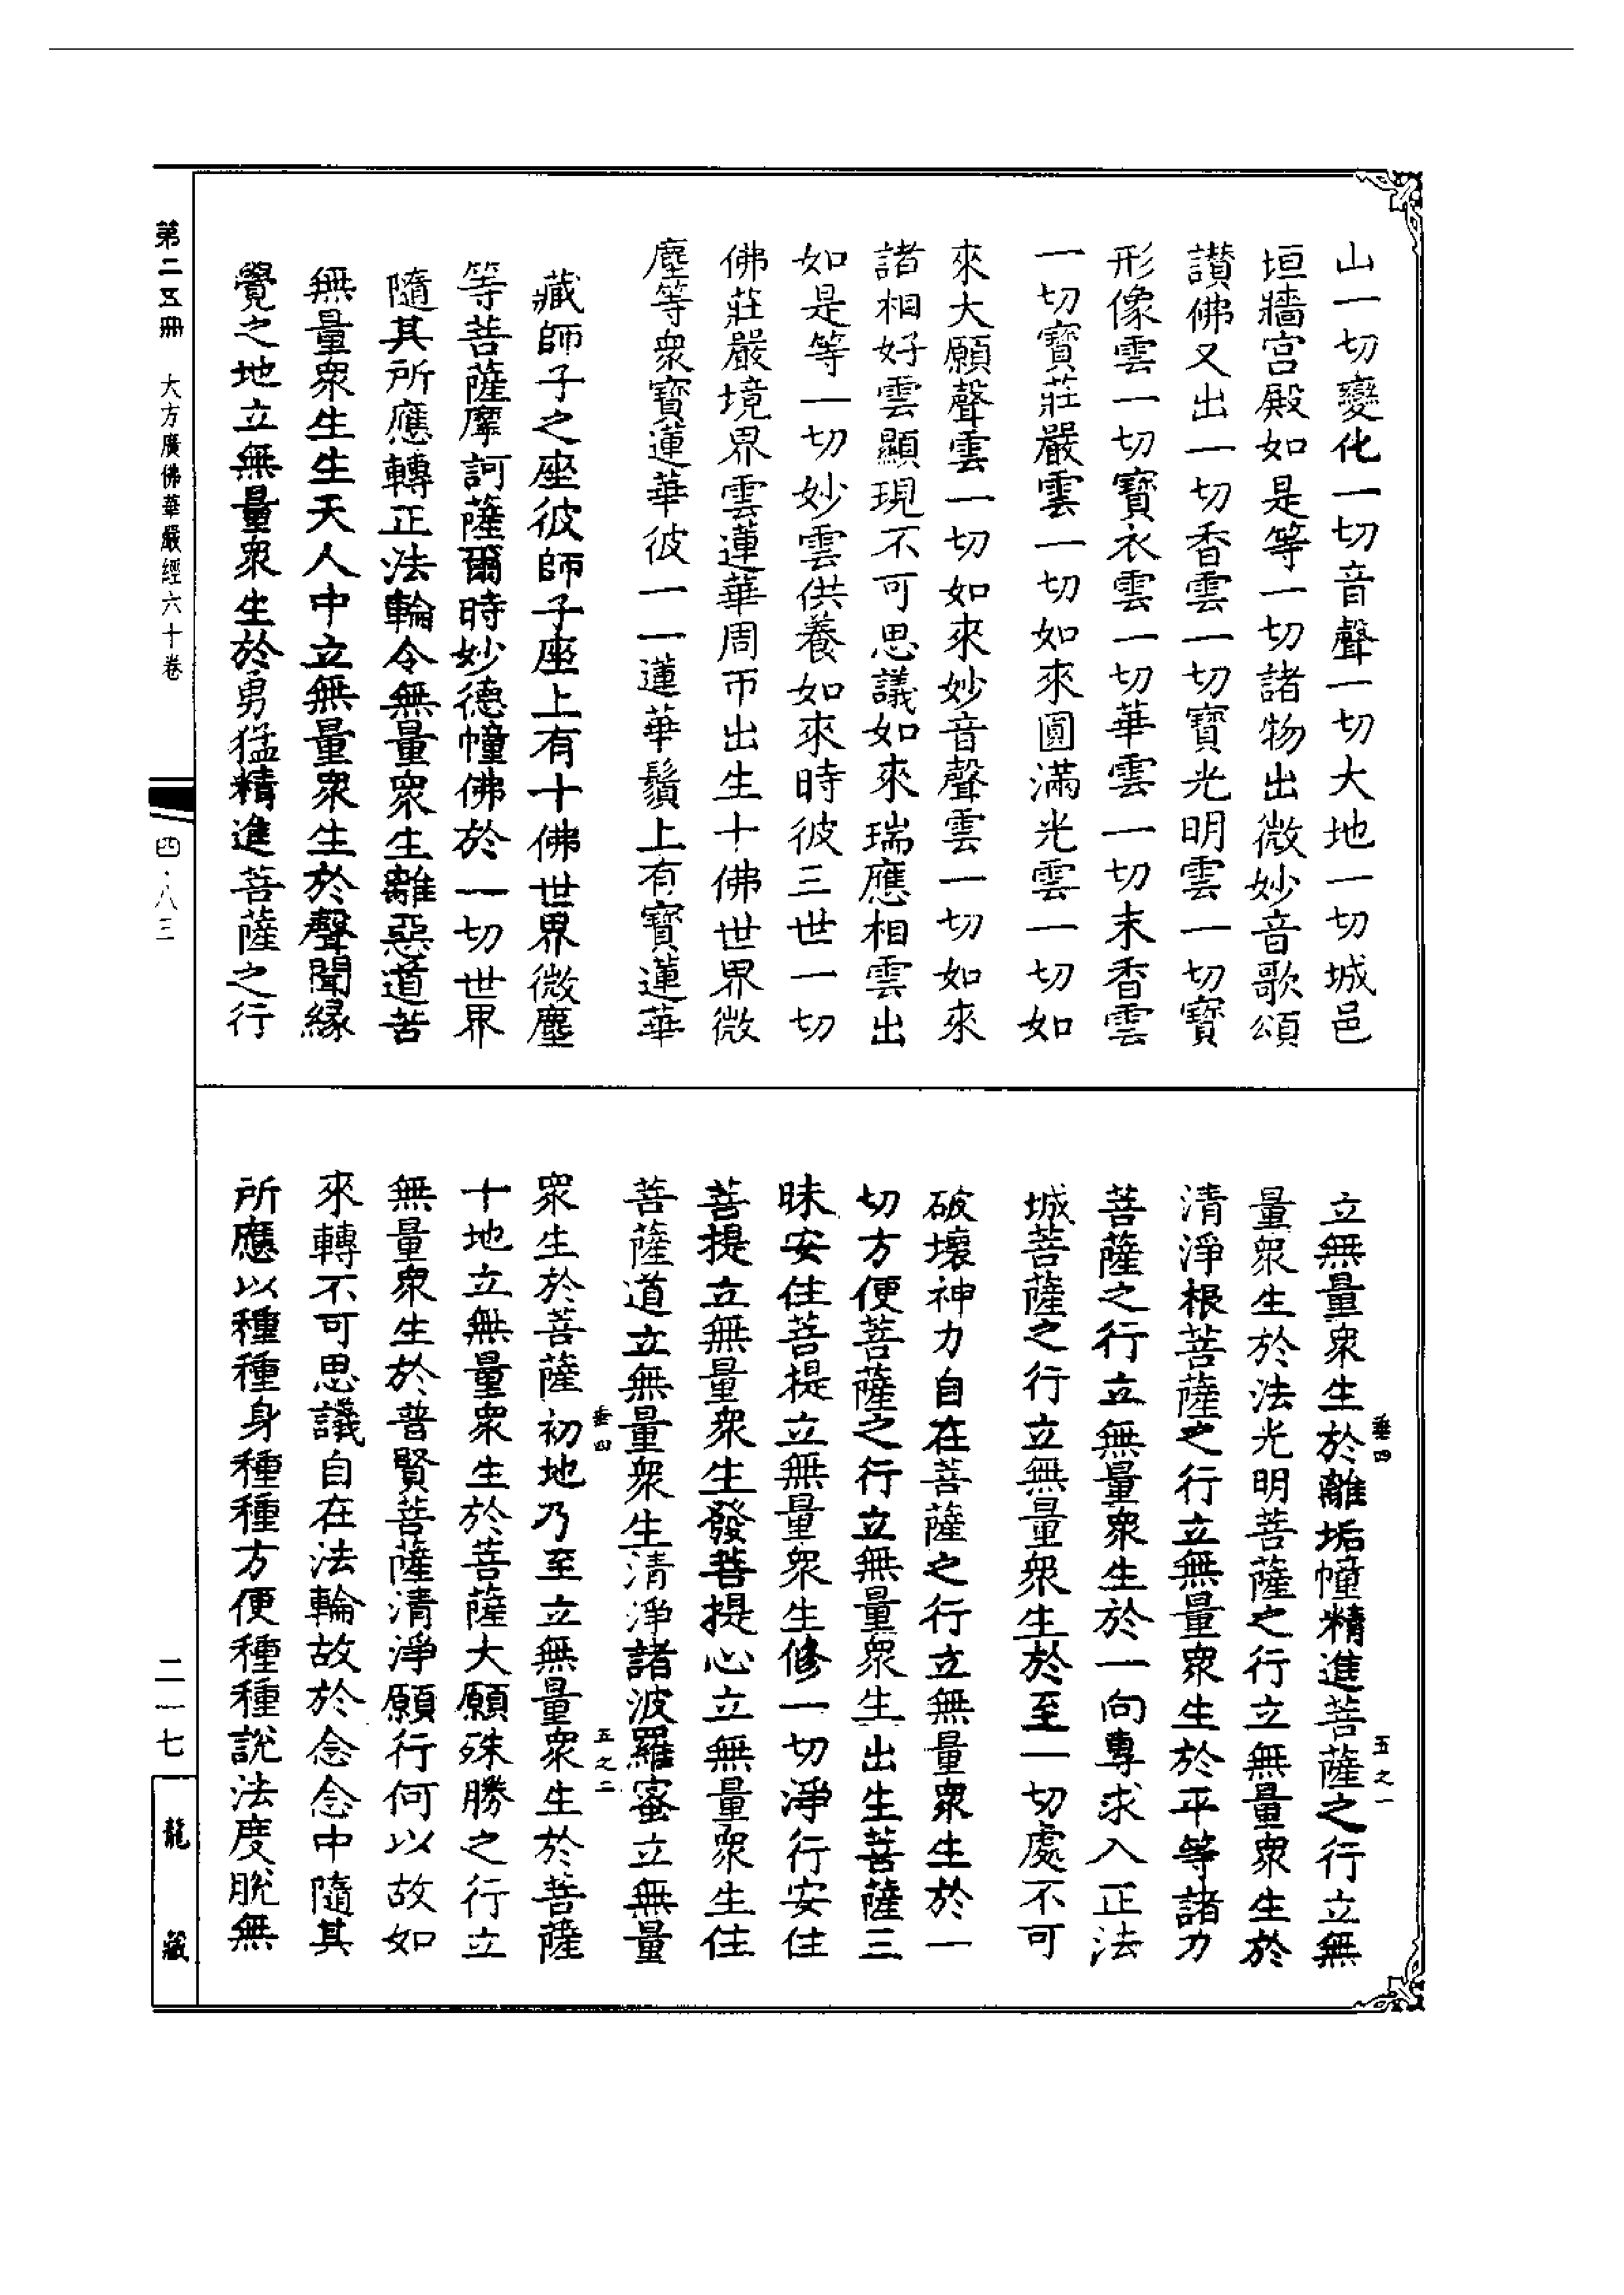 山一切變化一切音聲一切大地一切城邑
垣牆宮殿如是等一切諸物出微妙音歌頌
讃佛又出一切香雲一切寶光明雲一切寶
形像雲一切寶衣雲一切華雲一切末香雲
一切寶莊嚴雲一切如來圓滿光雲一切如
來大願聲雲一切如來妙音聲雲一切如來
諸相好雲顯現不可思議如來瑞應相雲出
如是等一切妙雲供養如來時彼三世一切
佛莊嚴境界雲蓮華周帀出生十佛世界微
塵等衆寶蓮華彼一一蓮華鬚上有寶蓮華
藏師子之座彼師子座上有十佛世界微塵
等菩薩摩訶薩爾時妙德幢佛於一切世界
隨其所應轉正法輪令無量衆生離惡道苦
無量衆生生天人中立無量衆生於聲聞緣
覺之地立無量衆生於勇猛精進菩薩之行
立無量衆生於離垢幢精進菩薩之行立無
量衆生於法光明菩薩之行立無量衆生於
清淨根菩薩之行立無量衆生於平等諸力
菩薩之行立無量衆生於一向專求入正法
城菩薩之行立無量衆生於至一切處不可
破壞神力自在菩薩之行立無量衆生於一
切方便菩薩之行立無量衆生出生菩薩三
昧安住菩提立無量衆生修一切淨行安住
菩提立無量衆生發菩提心立無量衆生住
菩薩道立無量衆生清淨諸波羅蜜立無量
衆生於菩薩初地乃至立無量衆生於菩薩
十地立無量衆生於菩薩大願殊勝之行立
無量衆生於普賢菩薩清淨願行何以故如
來轉不可思議自在法輪故於念念中隨其
所應以種種身種種方便種種說法度脫無
垂四 五之一
垂四 五之二
第二五冊 大方廣佛華嚴經六十卷
四·八三
二一七
龍藏